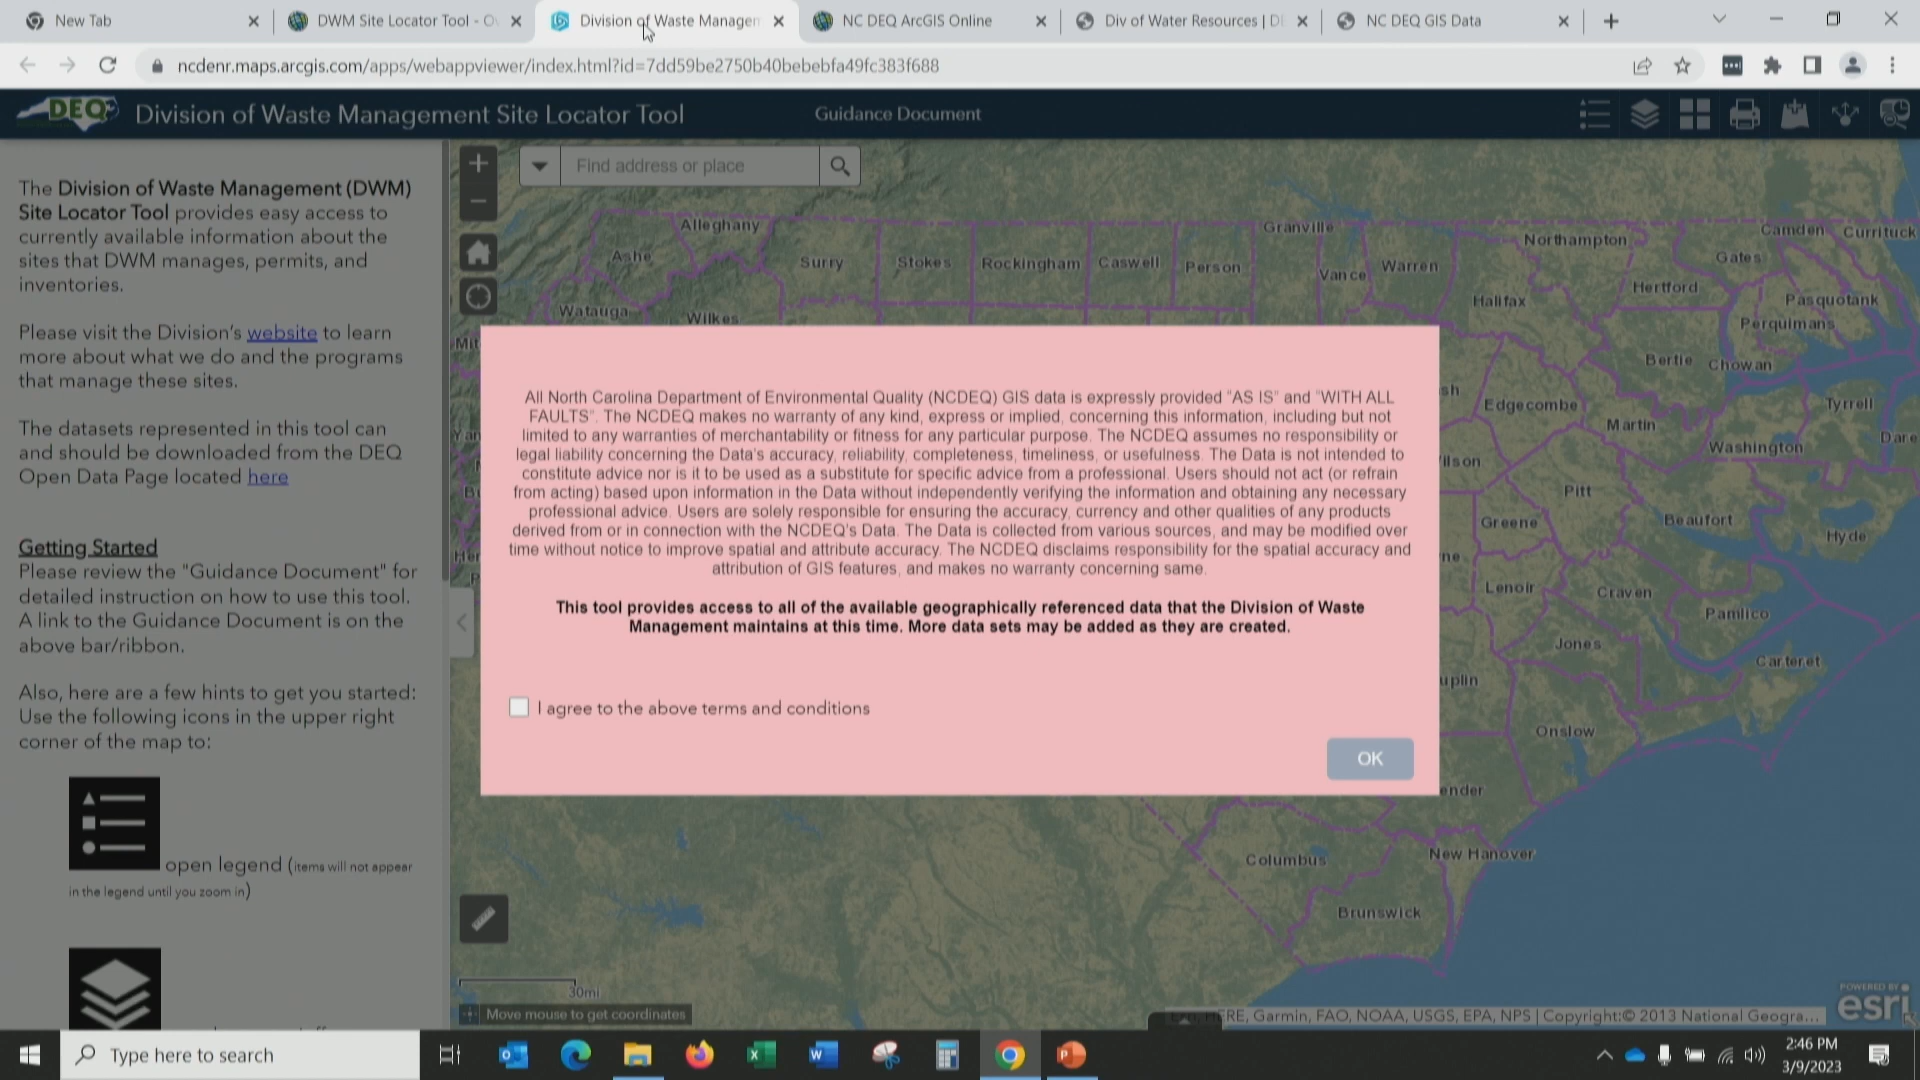 New Tab
DWM Site Locator Tool - Ov
Division of Waste Managem
NC DEQ ArcGIS Online
Div of Water Resources | DE
NC DEQ GIS Data
ncdenr.maps.arcgis.com/apps/webappviewer/index.html?id=7dd59be2750b40bebebfa49fc383f688
DEQ Division of Waste Management Site Locator Tool
Guidance Document
The Division of Waste Management (DWM)
Site Locator Tool provides easy access to
currently available information about the
sites that DWM manages, permits, and
inventories.
Please visit the Division's website to learn
more about what we do and the programs
that manage these sites.
The datasets represented in this tool can
and should be downloaded from the DEQ
Open Data Page located here
Getting Started
Please review the "Guidance Document" for
detailed instruction on how to use this tool.
A link to the Guidance Document is on the
above bar/ribbon.
Also, here are a few hints to get you started:
Use the following icons in the upper right
corner of the map to:
open legend (items will not appear
in the legend until you zoom in)
Find address or place
Alleghany
Ashe
Surry
Stokes
Rockingham
Caswell
Person
Granville
Vance
Warren
Northampton
Gates
Camden
Currituck
Watauga
Wilkes
Halifax
Hertford
Pasquotank
Perquimans
Bertie
Chowan
Mit
Yan
Bu
Her
sh
Edgecombe
Martin
Tyrrell
Washington
Dare
ilson
Pitt
Greene
Beaufort
Hyde
ne
Lenoir
Craven
Pamlico
Jones
Carteret
uplin
Onslow
ender
Columbus
New Hanover
Brunswick
All North Carolina Department of Environmental Quality (NCDEQ) GIS data is expressly provided "AS IS" and "WITH ALL
FAULTS". The NCDEQ makes no warranty of any kind, express or implied, concerning this information, including but not
limited to any warranties of merchantability or fitness for any particular purpose. The NCDEQ assumes no responsibility or
legal liability concerning the Data's accuracy, reliability, completeness, timeliness, or usefulness. The Data is not intended to
constitute advice nor is it to be used as a substitute for specific advice from a professional. Users should not act (or refrain
from acting) based upon information in the Data without independently verifying the information and obtaining any necessary
professional advice. Users are solely responsible for ensuring the accuracy, currency and other qualities of any products
derived from or in connection with the NCDEQ's Data. The Data is collected from various sources, and may be modified over
time without notice to improve spatial and attribute accuracy. The NCDEQ disclaims responsibility for the spatial accuracy and
attribution of GIS features, and makes no warranty concerning same.
This tool provides access to all of the available geographically referenced data that the Division of Waste
Management maintains at this time. More data sets may be added as they are created.
I agree to the above terms and conditions
OK
30mi
Move mouse to get coordinates
HERE, Garmin, FAO, NOAA, USGS, EPA, NPS | Copyright:© 2013 National Geogra...
POWERED BY
esri
Type here to search
2:46 PM
3/9/2023